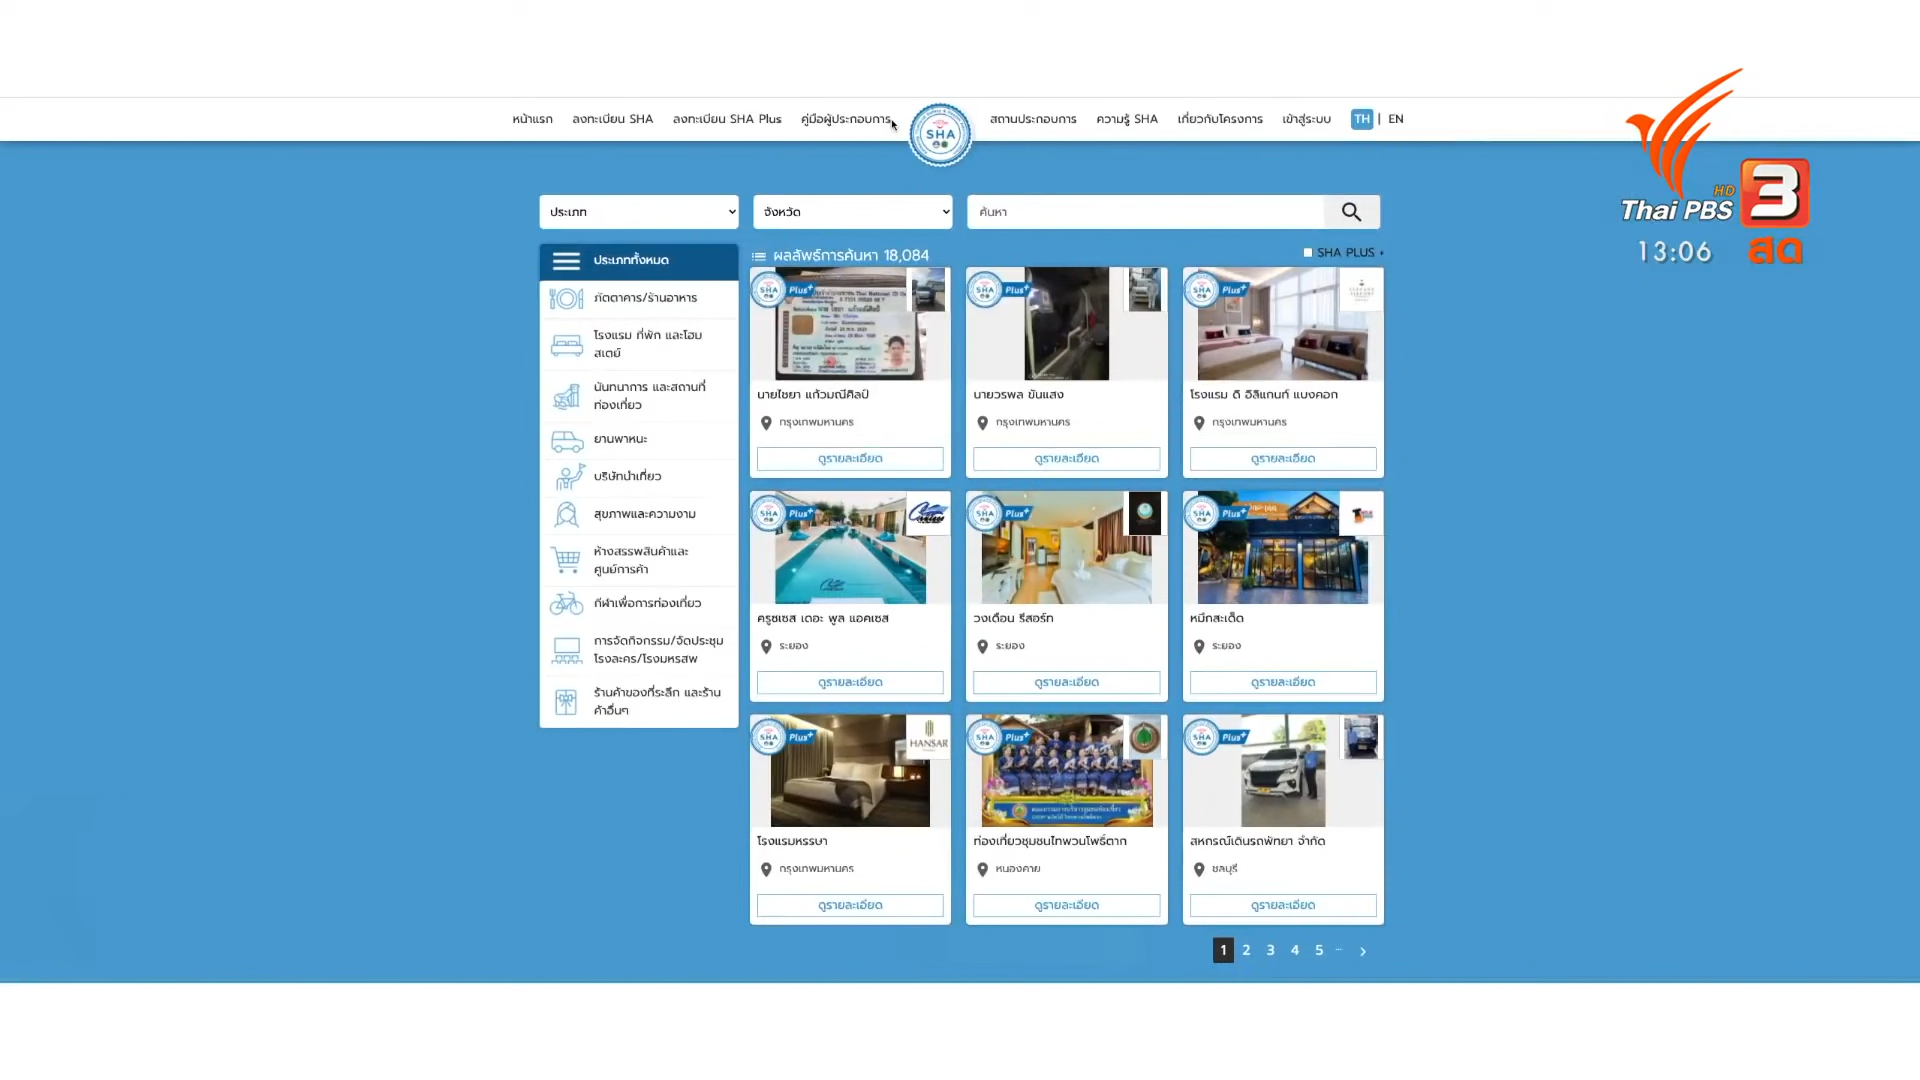 หน้าแรก ลงทะเบียน SHA ลงทะเบียน SHA Plus คู่มือผู้ประกอบการ SHA สถานประกอบการ ความรู้ SHA เกี่ยวกับโครงการ เข้าสู่ระบบ TH | EN
HD
Thai PBS 3
13:06 สด
ประเภท จังหวัด ค้นหา
ประเภททั้งหมด
ภัตตาคาร/ร้านอาหาร
โรงแรม ที่พัก และโฮม
สเตย์
นันทนาการ และสถานที่
ท่องเที่ยว
ยานพาหนะ
บริษัทนำเที่ยว
สุขภาพและความงาม
ห้างสรรพสินค้าและ
ศูนย์การค้า
กีฬาเพื่อการท่องเที่ยว
การจัดกิจกรรม/จัดประชุม
โรงละคร/โรงมหรสพ
ร้านค้าของที่ระลึก และร้าน
ค้าอื่นๆ
ผลลัพธ์การค้นหา 18,084 SHA PLUS +
SHA Plus+ SHA Plus+ SHA Plus+
นายไชยา แก้วมณีศิลป์ นายวรพล ขันแสง โรงแรม ดิ อิลิแกนท์ แบงคอก
กรุงเทพมหานคร กรุงเทพมหานคร กรุงเทพมหานคร
ดูรายละเอียด ดูรายละเอียด ดูรายละเอียด
SHA Plus+ SHA Plus+ SHA Plus+
ครูซเซส เดอะ พูล แอคเซส วงเดือน รีสอร์ท หมึกสะเด็ด
ระยอง ระยอง ระยอง
ดูรายละเอียด ดูรายละเอียด ดูรายละเอียด
SHA Plus+ HANSAR SHA Plus+ SHA Plus+
โรงแรมหรรษา ท่องเที่ยวชุมชนไทพวนโพธิ์ตาก สหกรณ์เดินรถพัทยา จำกัด
กรุงเทพมหานคร หนองคาย ชลบุรี
ดูรายละเอียด ดูรายละเอียด ดูรายละเอียด
1 2 3 4 5 ... >